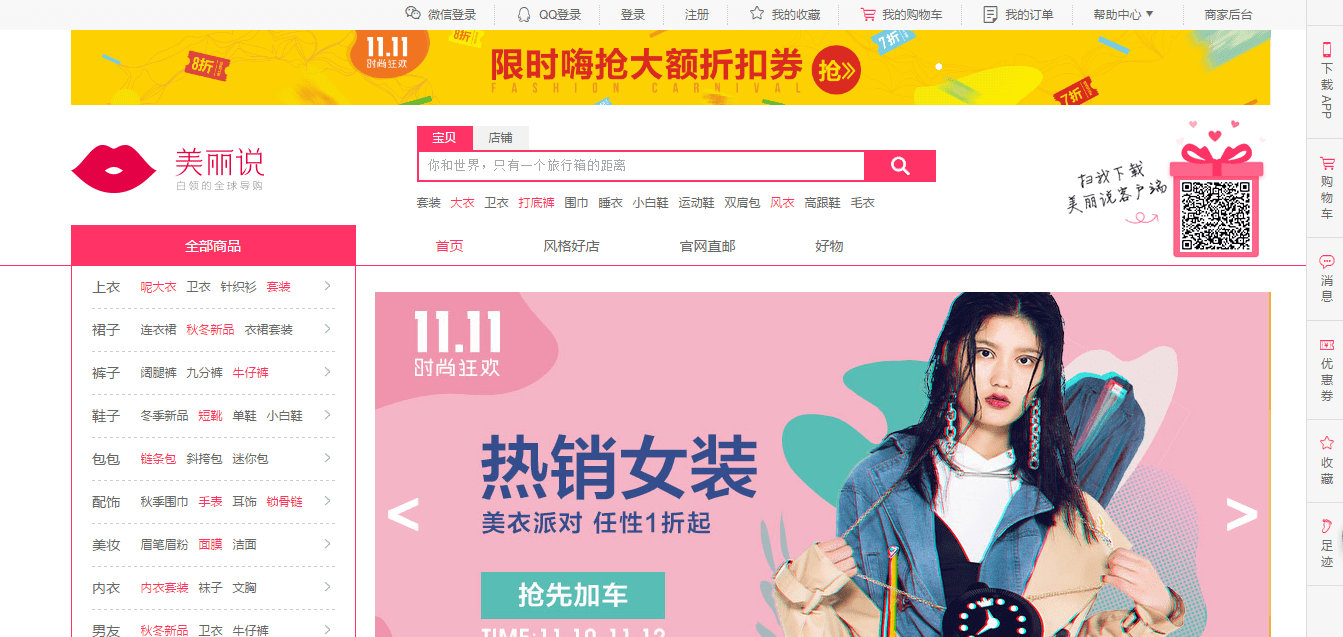 微信登录 QQ登录 登录 注册 我的收藏 我的购物车 我的订单 帮助中心 商家后台
8折 11.11 时尚狂欢 8折 限时嗨抢大额折扣券 抢 7折 7折
FASHION CARNIVAL
美丽说
白领的全球导购
宝贝 店铺
你和世界，只有一个旅行箱的距离
套装 大衣 卫衣 打底裤 围巾 睡衣 小白鞋 运动鞋 双肩包 风衣 高跟鞋 毛衣
扫我下载
美丽说客户端
全部商品
首页 风格好店 官网直邮 好物
上衣 呢大衣 卫衣 针织衫 套装
裙子 连衣裙 秋冬新品 衣裙套装
裤子 阔腿裤 九分裤 牛仔裤
鞋子 冬季新品 短靴 单鞋 小白鞋
包包 链条包 斜挎包 迷你包
配饰 秋季围巾 手表 耳饰 锁骨链
美妆 眉笔眉粉 面膜 洁面
内衣 内衣套装 袜子 文胸
男友 秋冬新品 卫衣 牛仔裤
11.11
时尚狂欢
热销女装
美衣派对 任性1折起
抢先加车
TIME:11.10-11.12
下载APP
购物车
消息
优惠券
收藏
足迹